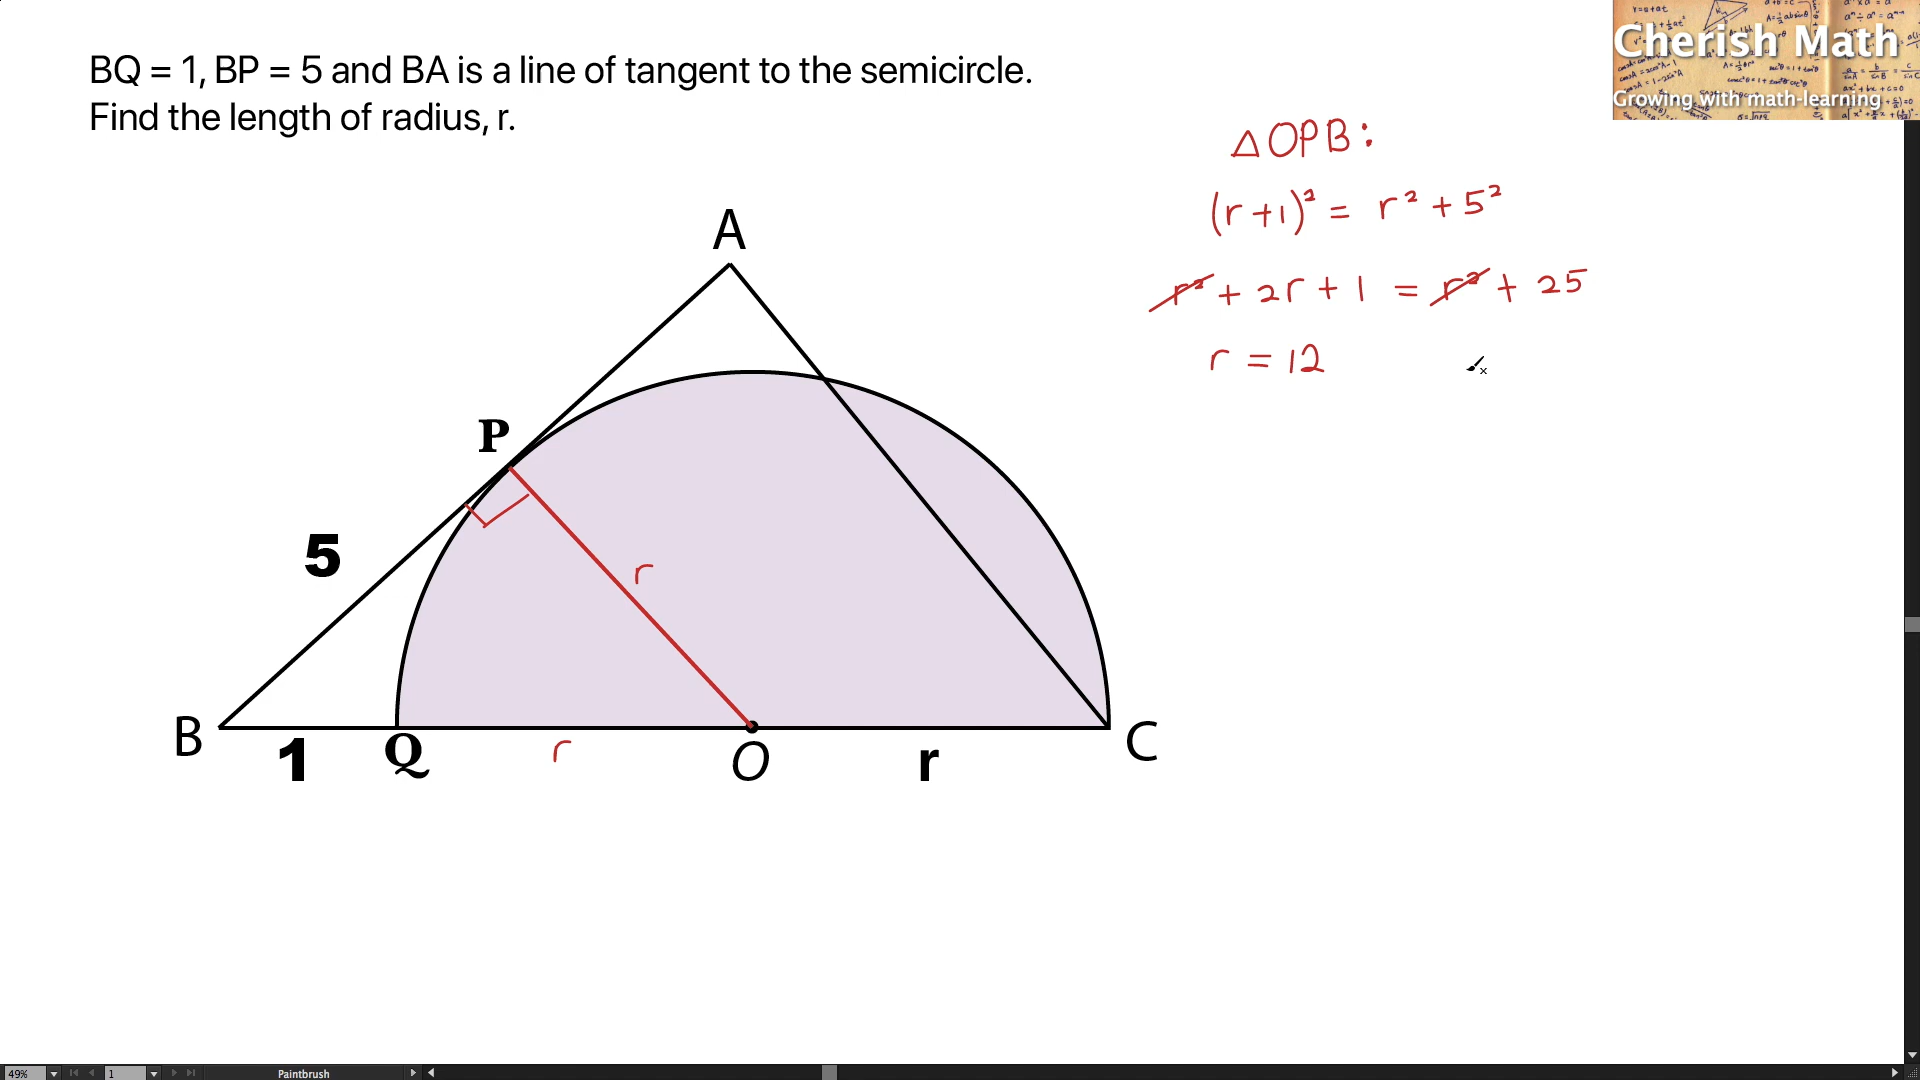 BQ = 1, BP = 5 and BA is a line of tangent to the semicircle.
Find the length of radius, r.
Cherish Math
Growing with math-learning
△OPB:
(r+1)² = r² + 5²
r² + 2r + 1 = r² + 25
r = 12
A
P
5
r
B
1
Q
r
O
r
C
49%
1
Paintbrush